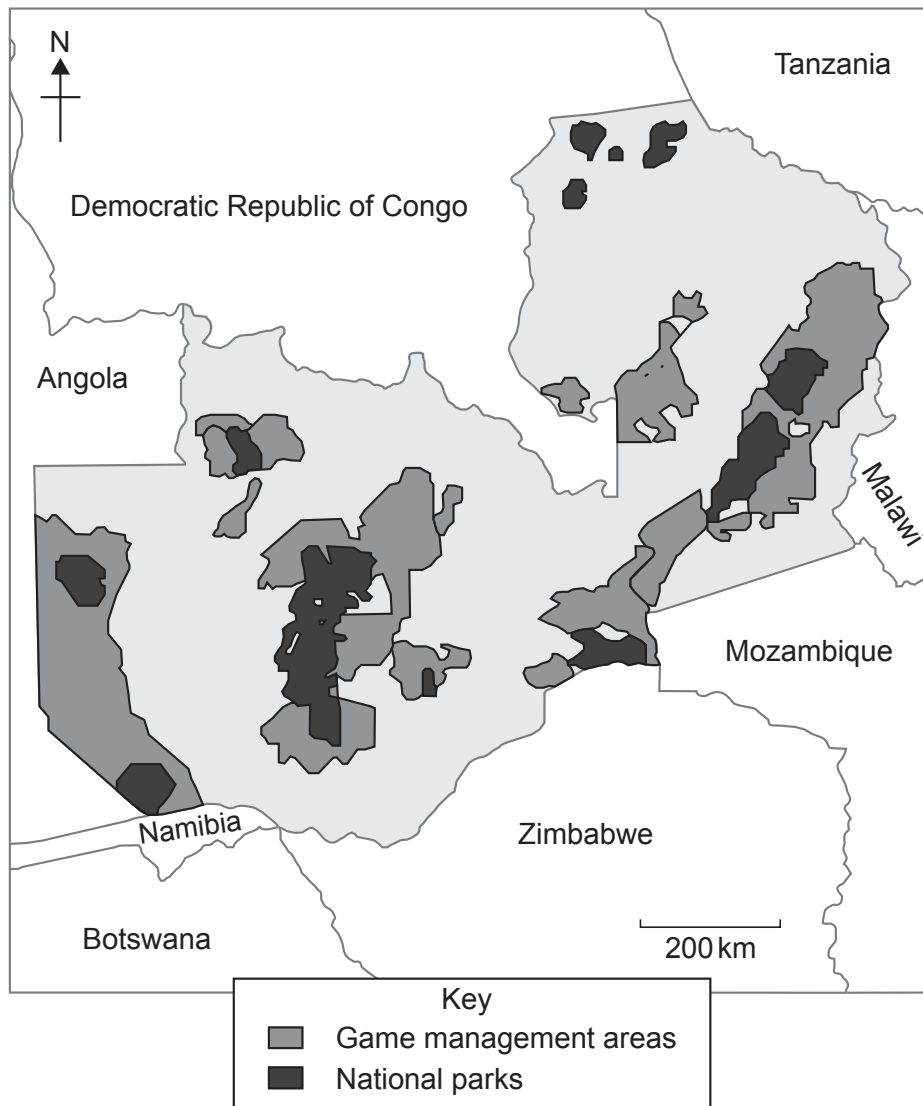 N
Tanzania
Democratic Republic of Congo
Angola
Malawi
Mozambique
Namibia
Zimbabwe
Botswana
200 km
Key
Game management areas
National parks